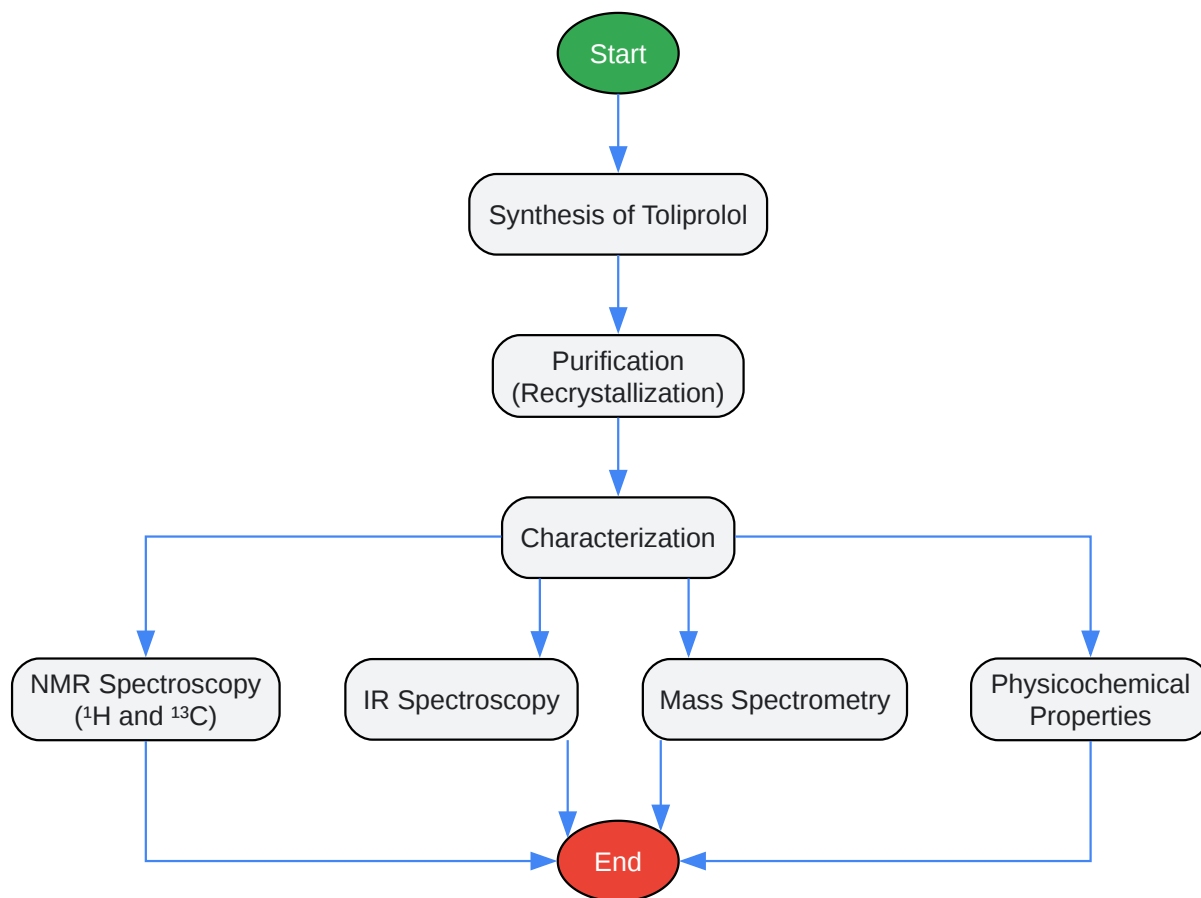 Start
Synthesis of Toliprolol
Purification
(Recrystallization)
Characterization
NMR Spectroscopy
(¹H and ¹³C)
IR Spectroscopy
Mass Spectrometry
Physicochemical
Properties
End